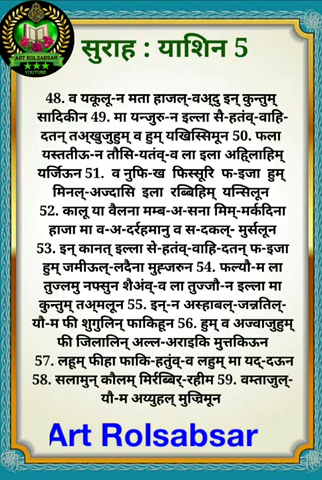 ART ROLSABSAR
YOUTUBE
सुराह : याशिन 5
48. व यकूलू-न मता हाजल्-वअ्दु इन् कुन्तुम्
सादिकीन 49. मा यन्जुरु-न इल्ला सै-हतंव्-वाहि-
दतन् तअ्खुजुहुम् व हुम् यखिस्सिमून 50. फला
यस्ततीऊ-न तौसि-यतंव्-व ला इला अह्लिाहिम्
यर्जिऊन 51. व नुफि-ख फिस्सूरि फ-इजा हुम्
मिनल्-अज्दासि इला रब्बिहिम् यन्सिलून
52. कालू या वैलना मम्ब-अ-सना मिम्-मर्कदिना
हाजा मा व-अ-दर्रहमानु व स-दकल्- मुर्सलून
53. इन् कानत् इल्ला सै-हतंव्-वाहि-दतन् फ-इजा
हुम् जमीऊल्-लदैना मुह्जरुन 54. फल्यौ-म ला
तुज्लमु नफ्सुन शैअंव्-व ला तुज्जौ-न इल्ला मा
कुन्तुम् तअ्मलून 55. इन्-न अस्हाबल्-जन्नतिल्-
यौ-म फी शुगुलिन् फाकिहून 56. हुम् व अज्वाजुहुम्
फी जिलालिन् अल्ल-अराइकि मुत्तकिऊन
57. लहूम् फीहा फाकि-हतुंव्-व लहुम् मा यद्-दऊन
58. सलामुन् कौलम् मिर्रब्बिर्-रहीम 59. वम्ताजुल्-
यौ-म अय्युहल् मुज्रिमून
Art Rolsabsar